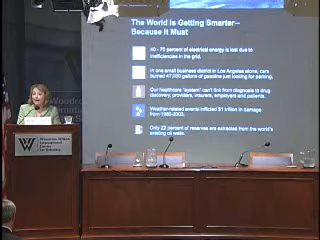 The World is Getting Smarter—
Because It Must
40 - 70 percent of electrical energy is lost due to
inefficiencies in the grid.
In one small business district in Los Angeles alone, cars
burned 47,000 gallons of gasoline just looking for parking.
Our healthcare "system" can't link from diagnosis to drug
discovery, providers, insurers, employers and patients.
Weather-related events inflicted $1 trillion in damage
from 1980-2003.
Only 22 percent of reserves are extracted from the world's
existing oil wells.
Woodrow
Woodrow Wilson
International
Center
for Scholars